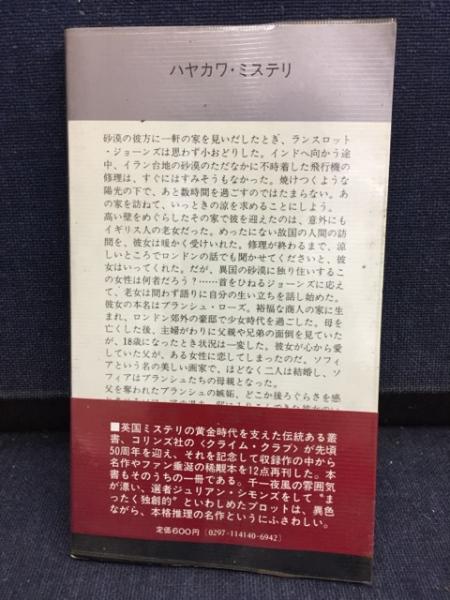 ハヤカワ・ミステリ
砂漠の彼方に一軒の家を見いだしたとき、ランスロット
・ジョーンズは思わず小おどりした。インドへ向かう途
中、イラン台地の砂漠のただなかに不時着した飛行機の
修理は、すぐにはすみそうもなかった。焼けつくような
陽光の下で、あと数時間を過ごすのではたまらない。あ
の家を訪ねて、いっときの涼を求めることにしよう。
高い壁をめぐらしたその家で彼を迎えたのは、意外にも
イギリス人の老女だった。めったにない故国の人間の訪
問を、彼女は暖かく受けいれた。修理が終わるまで、涼
しいところでロンドンの話でも聞かせてくださいと、彼
女はいってくれた。だが、異国の砂漠に独り住いするこ
の女性は何者だろう？……首をひねるジョーンズに応え
て、老女は問わず語りに自分の生い立ちを話し始めた。
彼女の本名はブランシュ・ローズ。裕福な商人の家に生
まれ、ロンドン郊外の豪邸で少女時代を過ごした。母を
亡くした後、主婦がわりに父親や兄弟の面倒を見ていた
が、18歳になったとき状況は一変した。彼女が心から愛
していた父が、ある女性に恋してしまったのだ。ソフィ
アという名の美しい画家で、ほどなく二人は結婚し、ソ
フィアはブランシュたちの母親となった。
父を奪われたブランシュの嫉妬、どこか後ろぐらさを感
■英国ミステリの黄金時代を支えた伝統ある叢
書、コリンズ社の〈クライム・クラブ〉が先頃
50周年を迎え、それを記念して収録作の中から
名作やファン垂涎の稀覯本を12点再刊した。本
書もそのうちの一冊である。千一夜風の雰囲気
が漂い、選者ジュリアン・シモンズをして〝ま
ったく独創的〟といわしめたプロットは、異色
ながら、本格推理の名作というにふさわしい。
定価600円〔0297-114140-6942〕